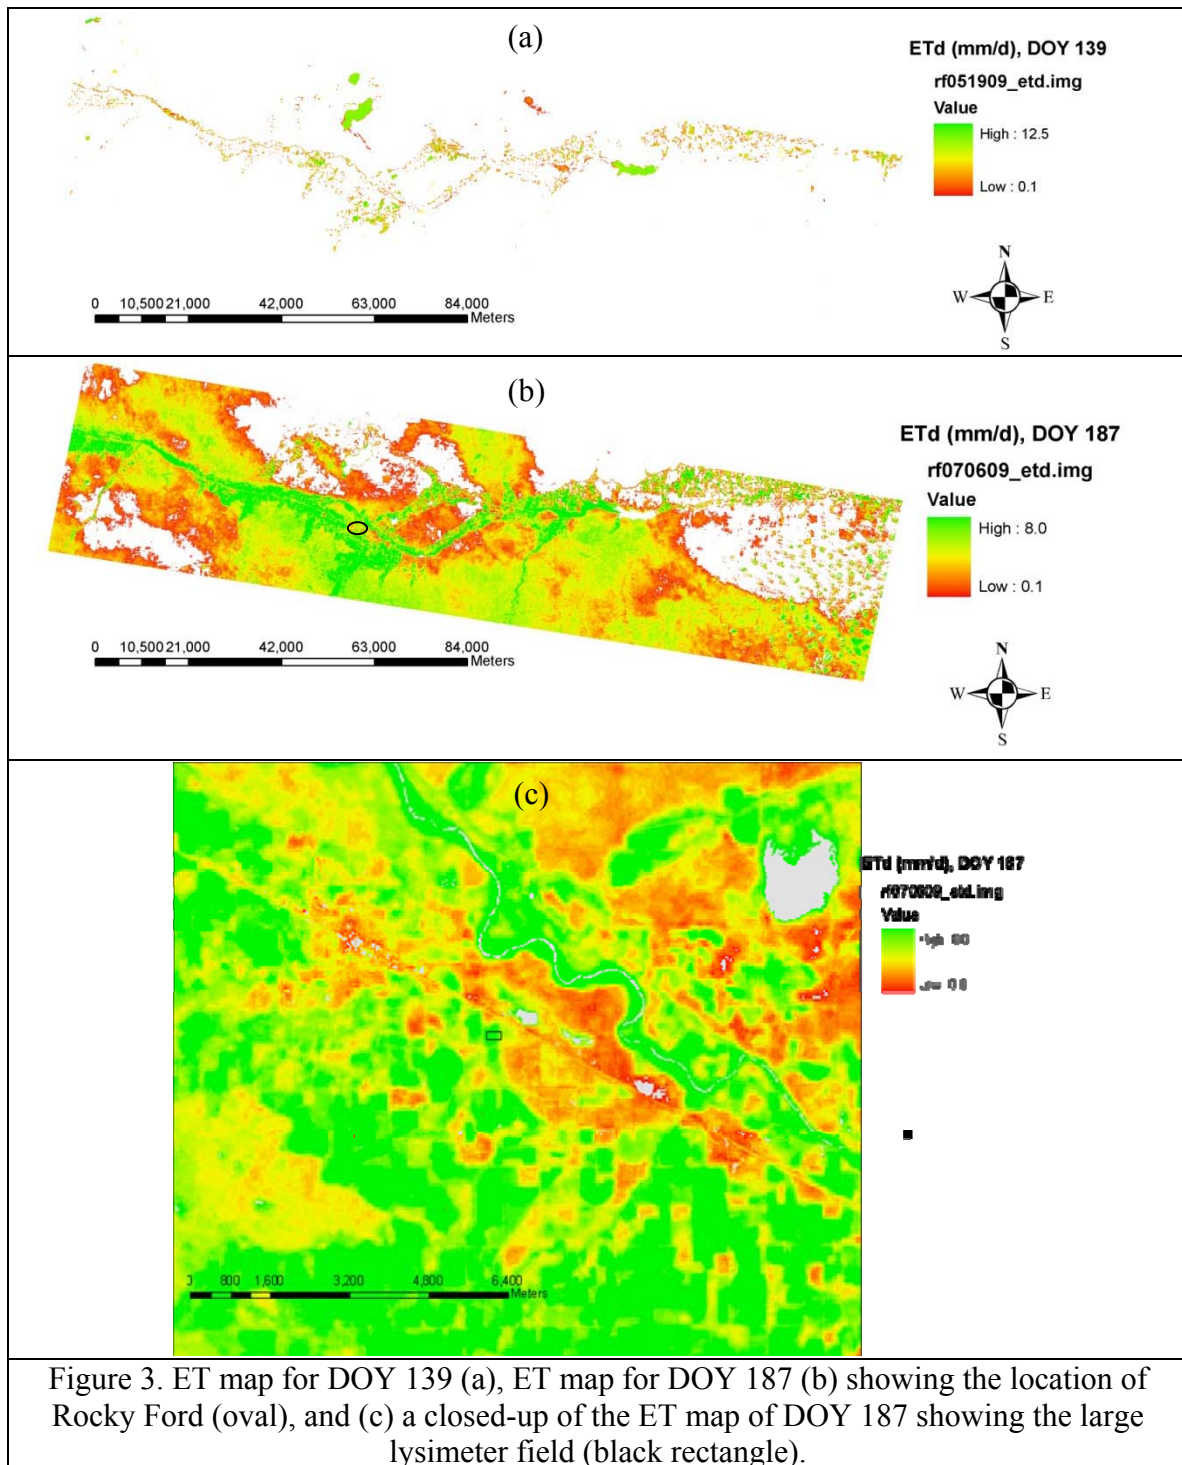 (a)
ETd (mm/d), DOY 139
rf051909_etd.img
Value
High : 12.5
Low : 0.1
N
W E
S
0 10,500 21,000 42,000 63,000 84,000
Meters
(b)
ETd (mm/d), DOY 187
rf070609_etd.img
Value
High : 8.0
Low : 0.1
N
W E
S
0 10,500 21,000 42,000 63,000 84,000
Meters
(c)
ETd (mm/d), DOY 187
rf070609_etd.img
Value
800 1,600 3,200 4,800 6,400
Meters
Figure 3. ET map for DOY 139 (a), ET map for DOY 187 (b) showing the location of
Rocky Ford (oval), and (c) a closed-up of the ET map of DOY 187 showing the large
lysimeter field (black rectangle).